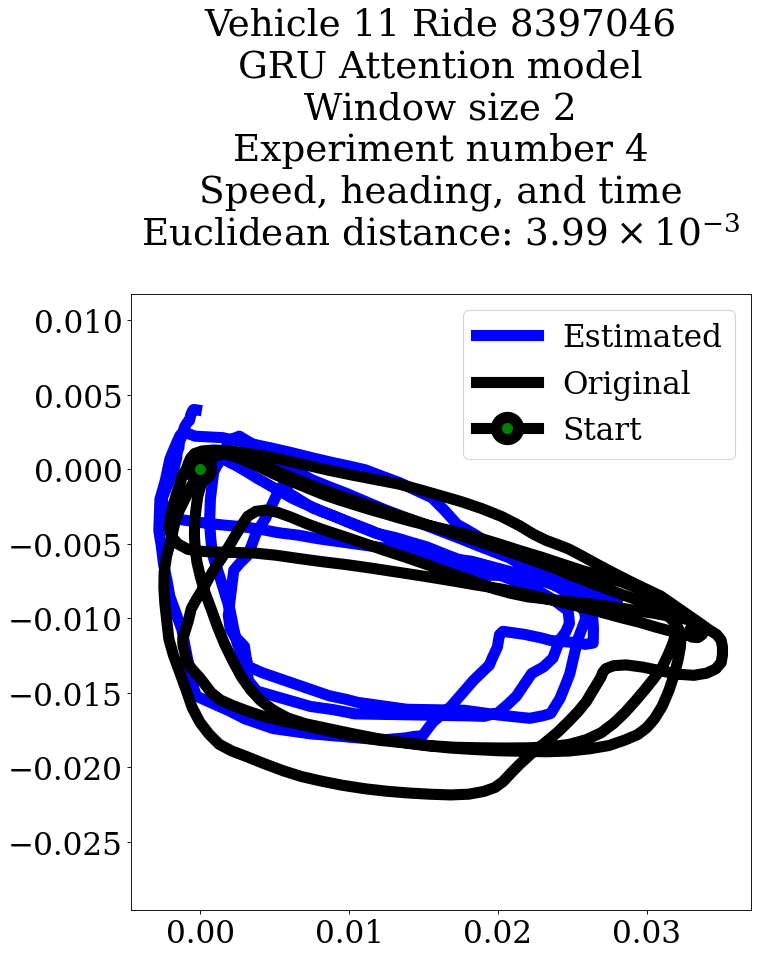 Vehicle 11 Ride 8397046
GRU Attention model
Window size 2
Experiment number 4
Speed, heading, and time
Euclidean distance: 3.99 × 10⁻³
Estimated
Original
Start
0.010
0.005
0.000
−0.005
−0.010
−0.015
−0.020
−0.025
0.00 0.01 0.02 0.03